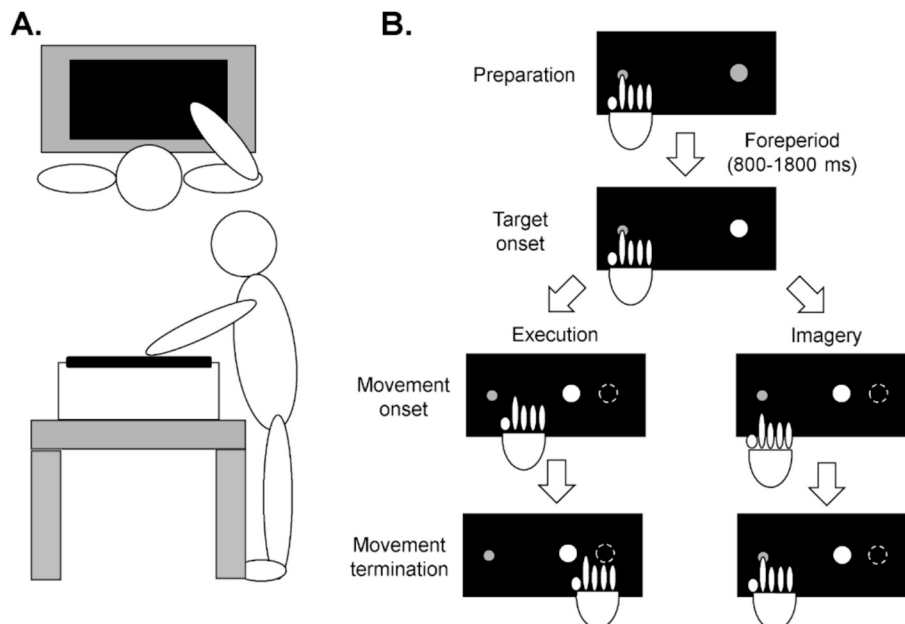 A.
B.
Preparation
Foreperiod
(800-1800 ms)
Target
onset
Execution
Imagery
Movement
onset
Movement
termination